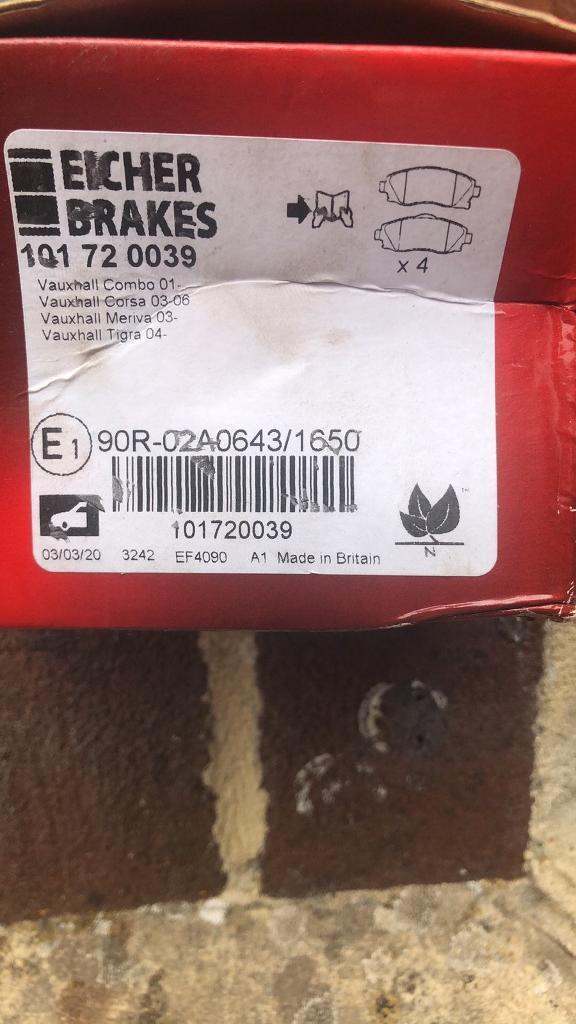 EICHER
BRAKES
101 72 0039
x 4
Vauxhall Combo 01-
Vauxhall Corsa 03-06
Vauxhall Meriva 03-
Vauxhall Tigra 04-
E1 90R-02A0643/1650
101720039
N
03/03/20 3242 EF4090 A1 Made in Britain